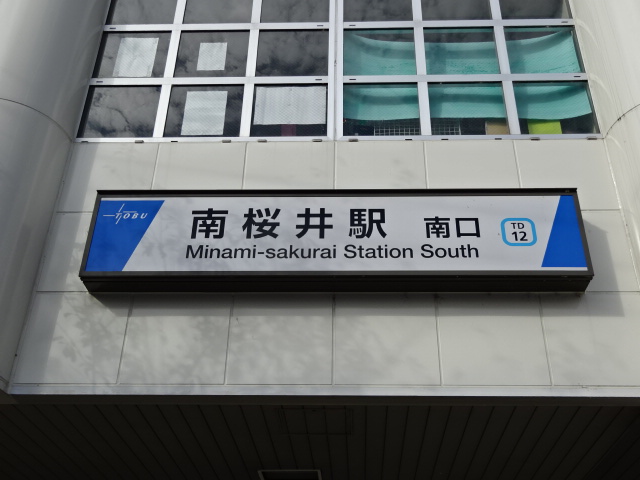 TOBU
南桜井駅 南口
Minami-sakurai Station South
TD
12